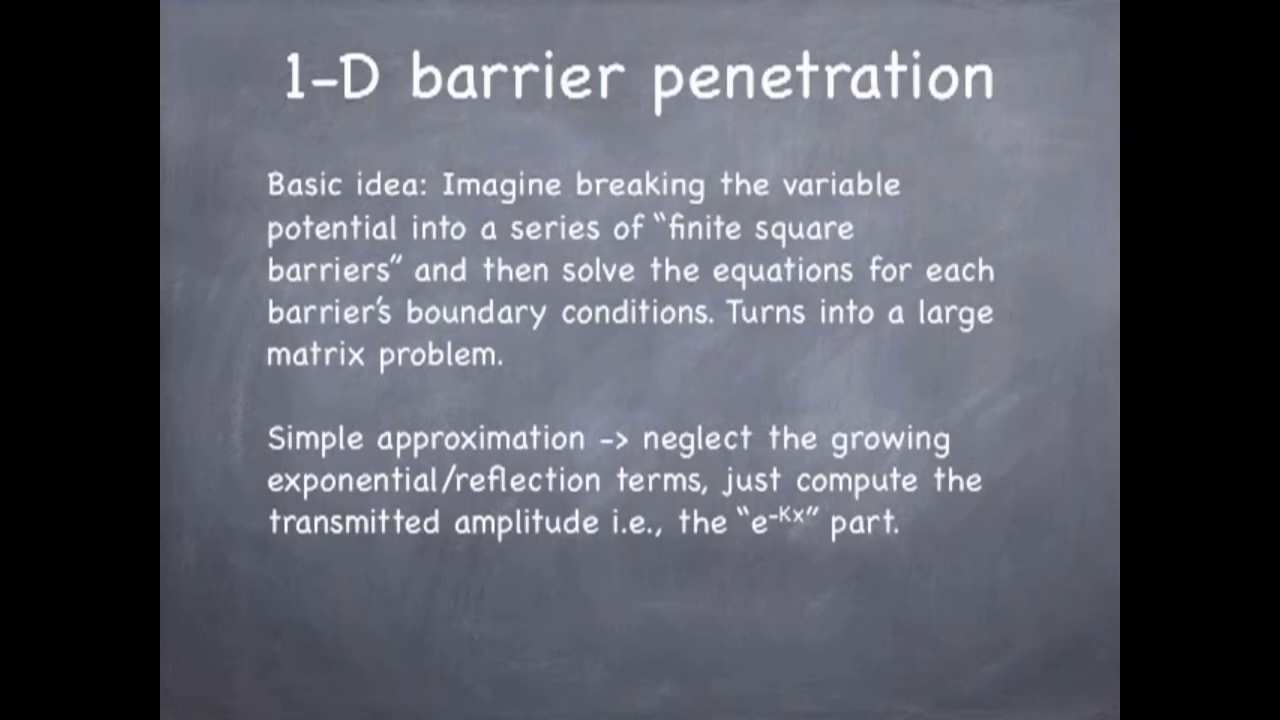 1-D barrier penetration
Basic idea: Imagine breaking the variable
potential into a series of “finite square
barriers” and then solve the equations for each
barrier’s boundary conditions. Turns into a large
matrix problem.
Simple approximation -> neglect the growing
exponential/reflection terms, just compute the
transmitted amplitude i.e., the “e⁻ᴷˣ” part.